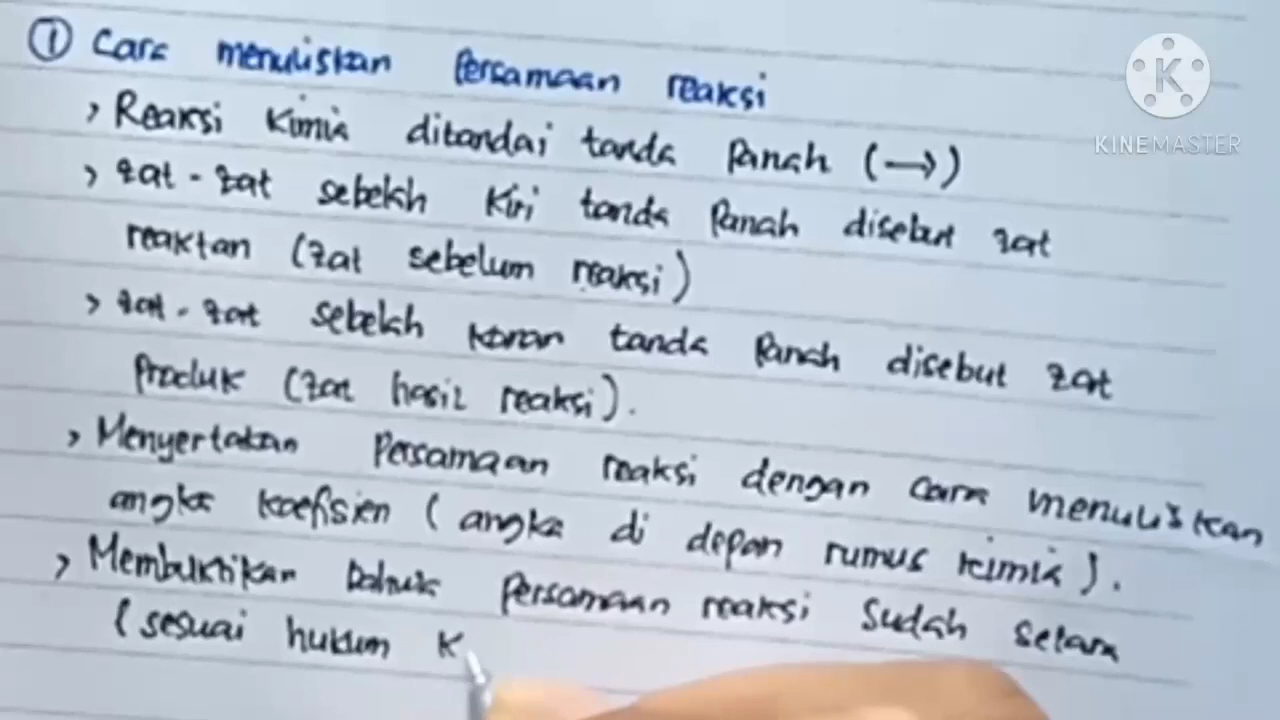 ① Cara menuliskan Persamaan reaksi
> Reaksi Kimia ditandai tanda Panah (→)
> zat-zat sebelah Kiri tanda Panah disebut zat
reaktan (zat sebelum reaksi)
> zat-zat sebelah kanan tanda Panah disebut zat
Produk (zat hasil reaksi).
> Menyertakan Persamaan reaksi dengan cara menuliskan
angka koefisien (angka di depan rumus kimia).
> Membuktikan bahwa Persamaan reaksi Sudah setara
(sesuai hukum K
K
KINEMASTER